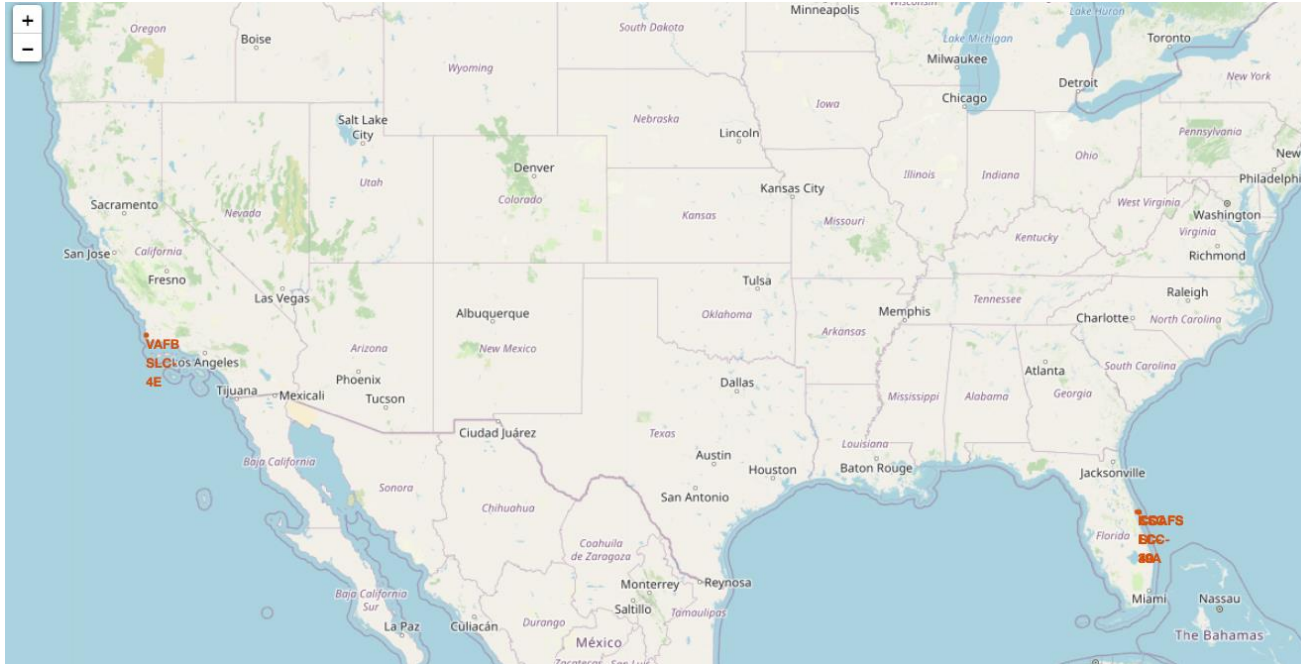 +
−
Oregon
Boise
South Dakota
Minneapolis
Wisconsin
Lake Huron
Toronto
Lake Michigan
Milwaukee
Wyoming
Detroit
New York
Chicago
Iowa
Salt Lake
City
Nebraska
Lincoln
Pennsylvania
New
Ohio
Denver
Illinois
Indiana
Philadelphi
Utah
Colorado
Kansas City
Sacramento
Nevada
Kansas
Missouri
West Virginia
Washington
Virginia
San Jose
California
Kentucky
Richmond
Fresno
Las Vegas
Tulsa
Raleigh
Tennessee
Albuquerque
Oklahoma
Memphis
Charlotte
North Carolina
VAFB
SLC-
4E
Los Angeles
Arizona
New Mexico
Arkansas
Atlanta
South Carolina
Phoenix
Dallas
Tijuana
Mexicali
Tucson
Mississippi
Alabama
Georgia
Ciudad Juárez
Texas
Louisiana
Baja California
Austin
Houston
Baton Rouge
Jacksonville
Sonora
San Antonio
Chihuahua
Florida
Coahuila
de Zaragoza
Monterrey
Reynosa
Baja California
Sur
Saltillo
Tamaulipas
Miami
Nassau
La Paz
Culiacán
Durango
México
The Bahamas
Zacatecas
San Luis